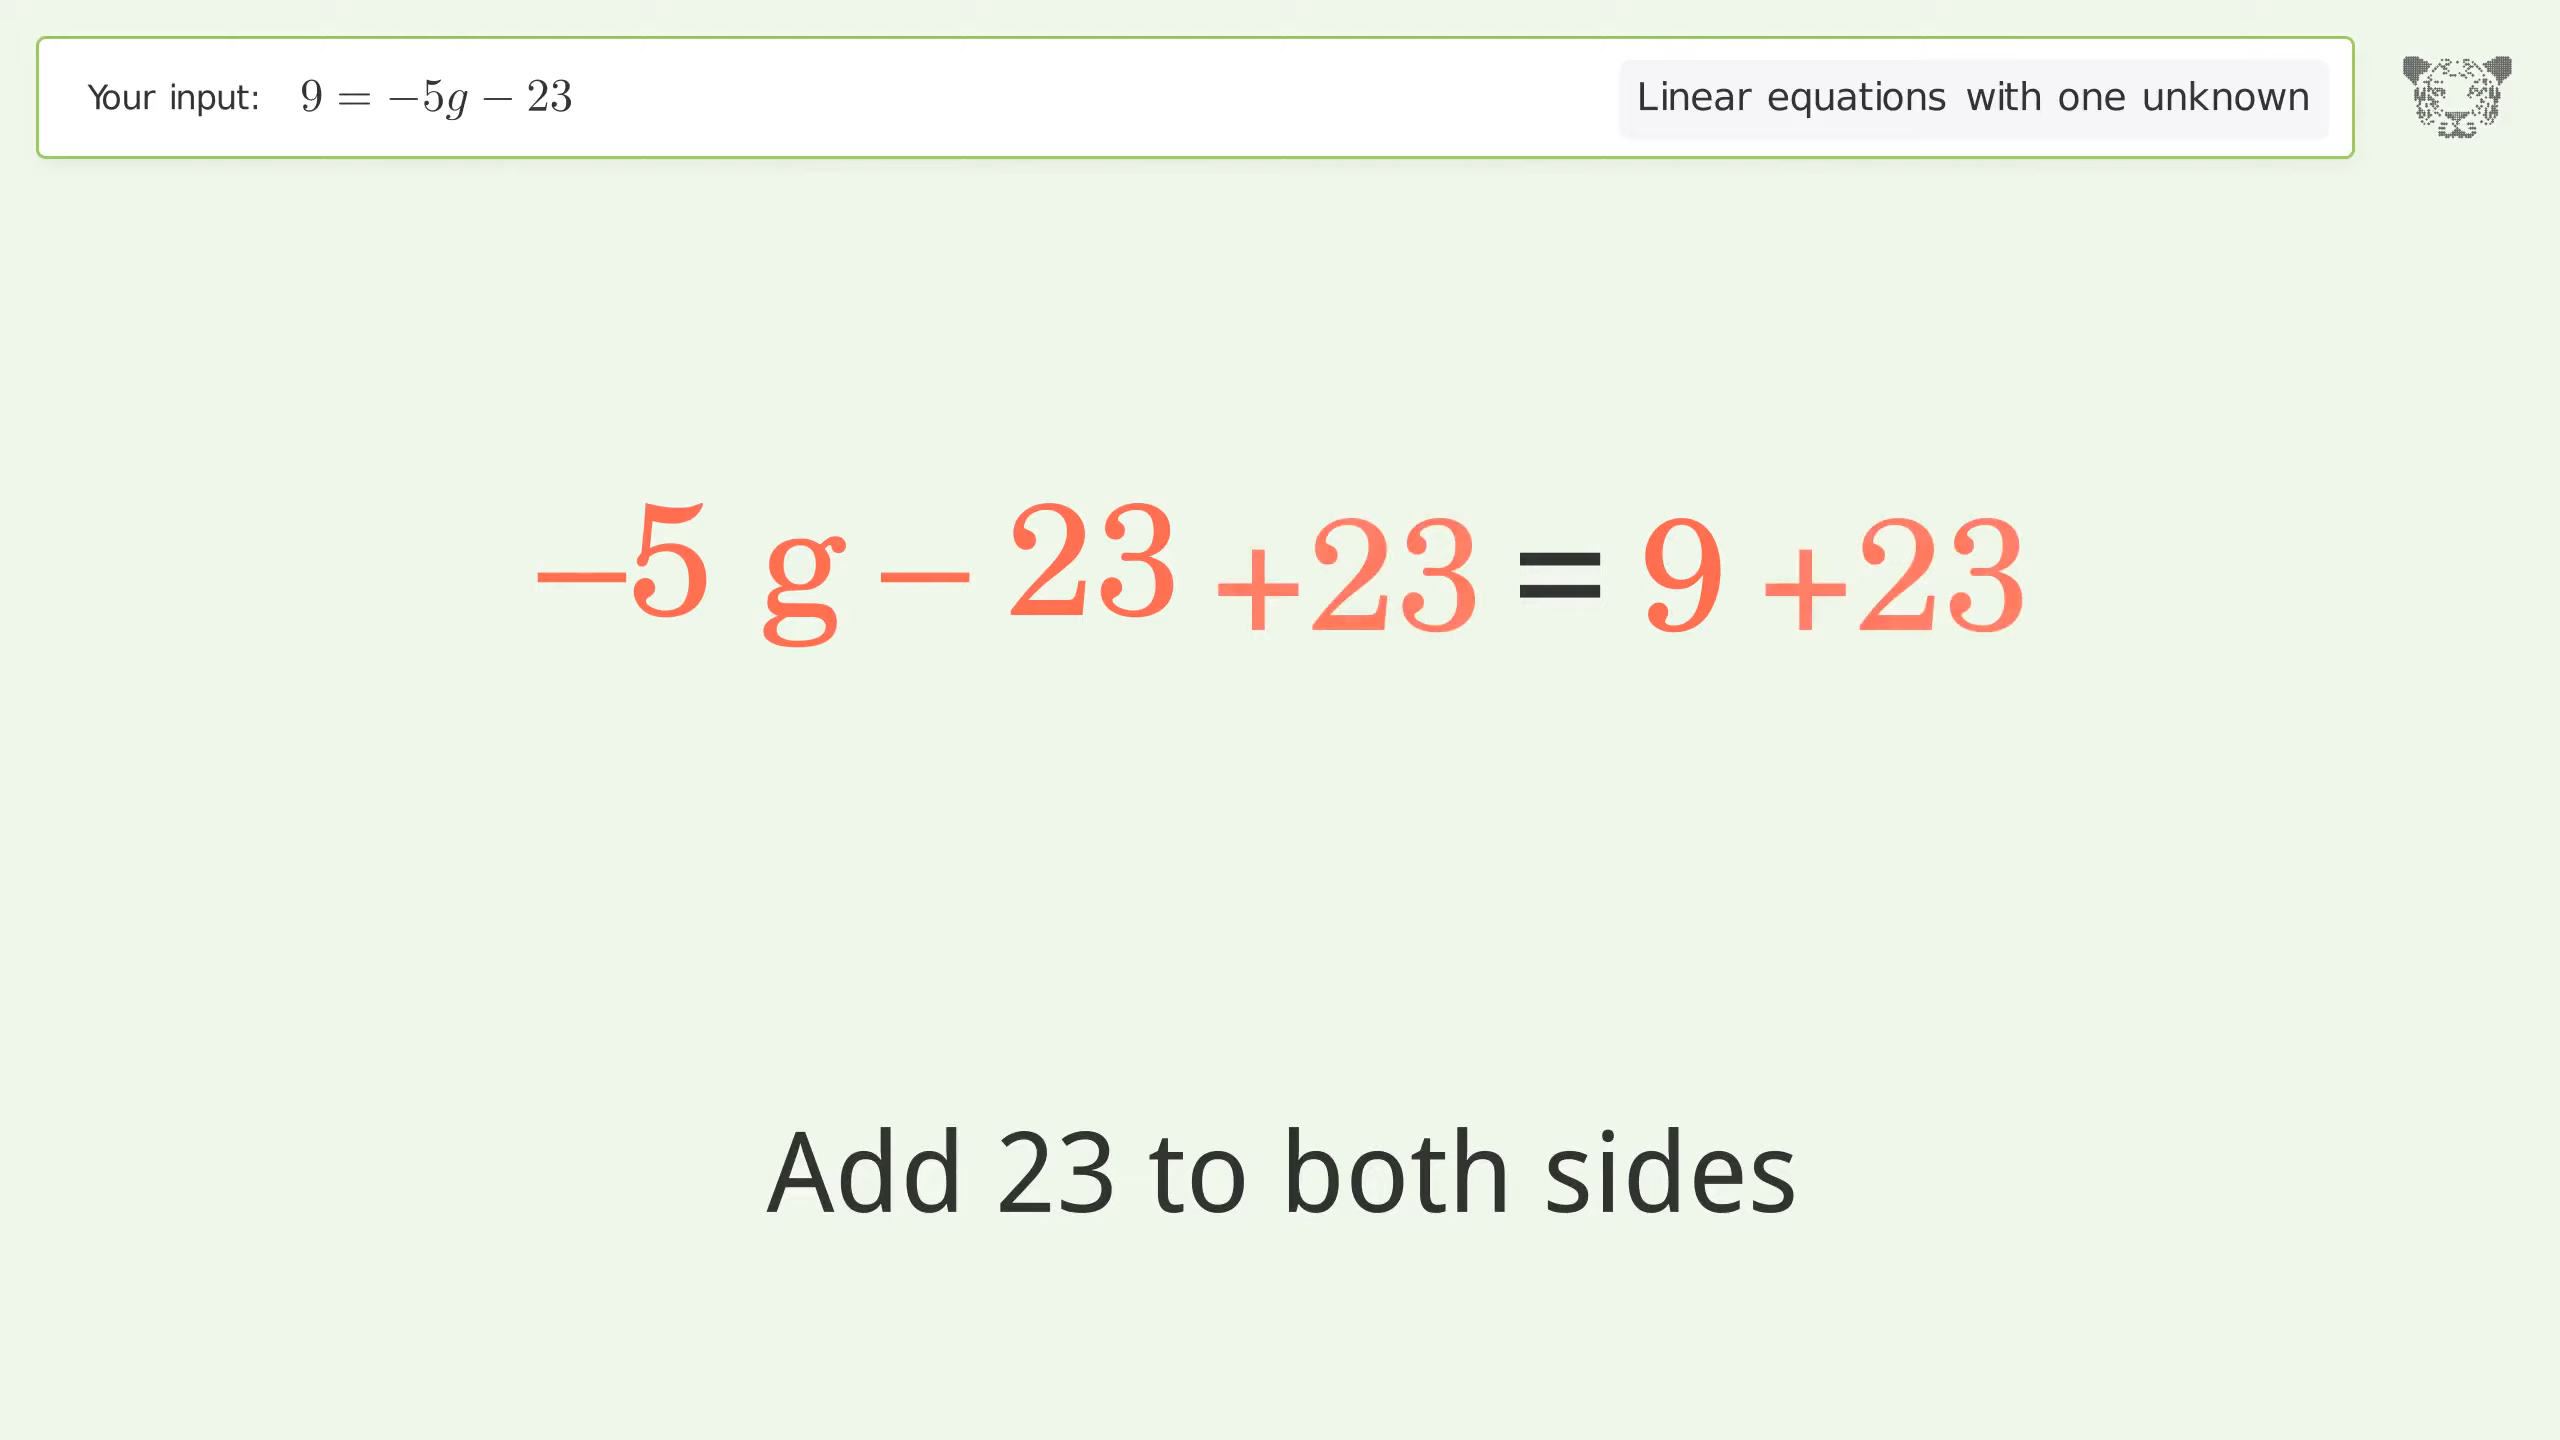 Your input: 9 = −5g − 23
Linear equations with one unknown
−5 g − 23 +23 = 9 +23
Add 23 to both sides